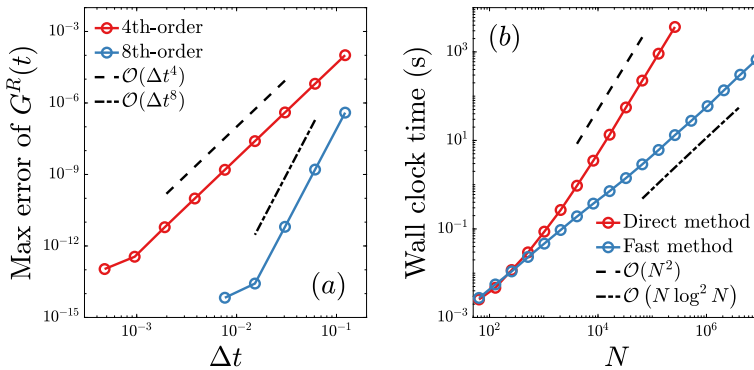 Max error of G^R(t)
10^-3
10^-6
10^-9
10^-12
10^-15
4th-order
8th-order
O(Δt^4)
O(Δt^8)
(a)
10^-3
10^-2
10^-1
Δt
Wall clock time (s)
10^3
10^1
10^-1
10^-3
(b)
Direct method
Fast method
O(N^2)
O (N log^2 N)
10^2
10^4
10^6
N